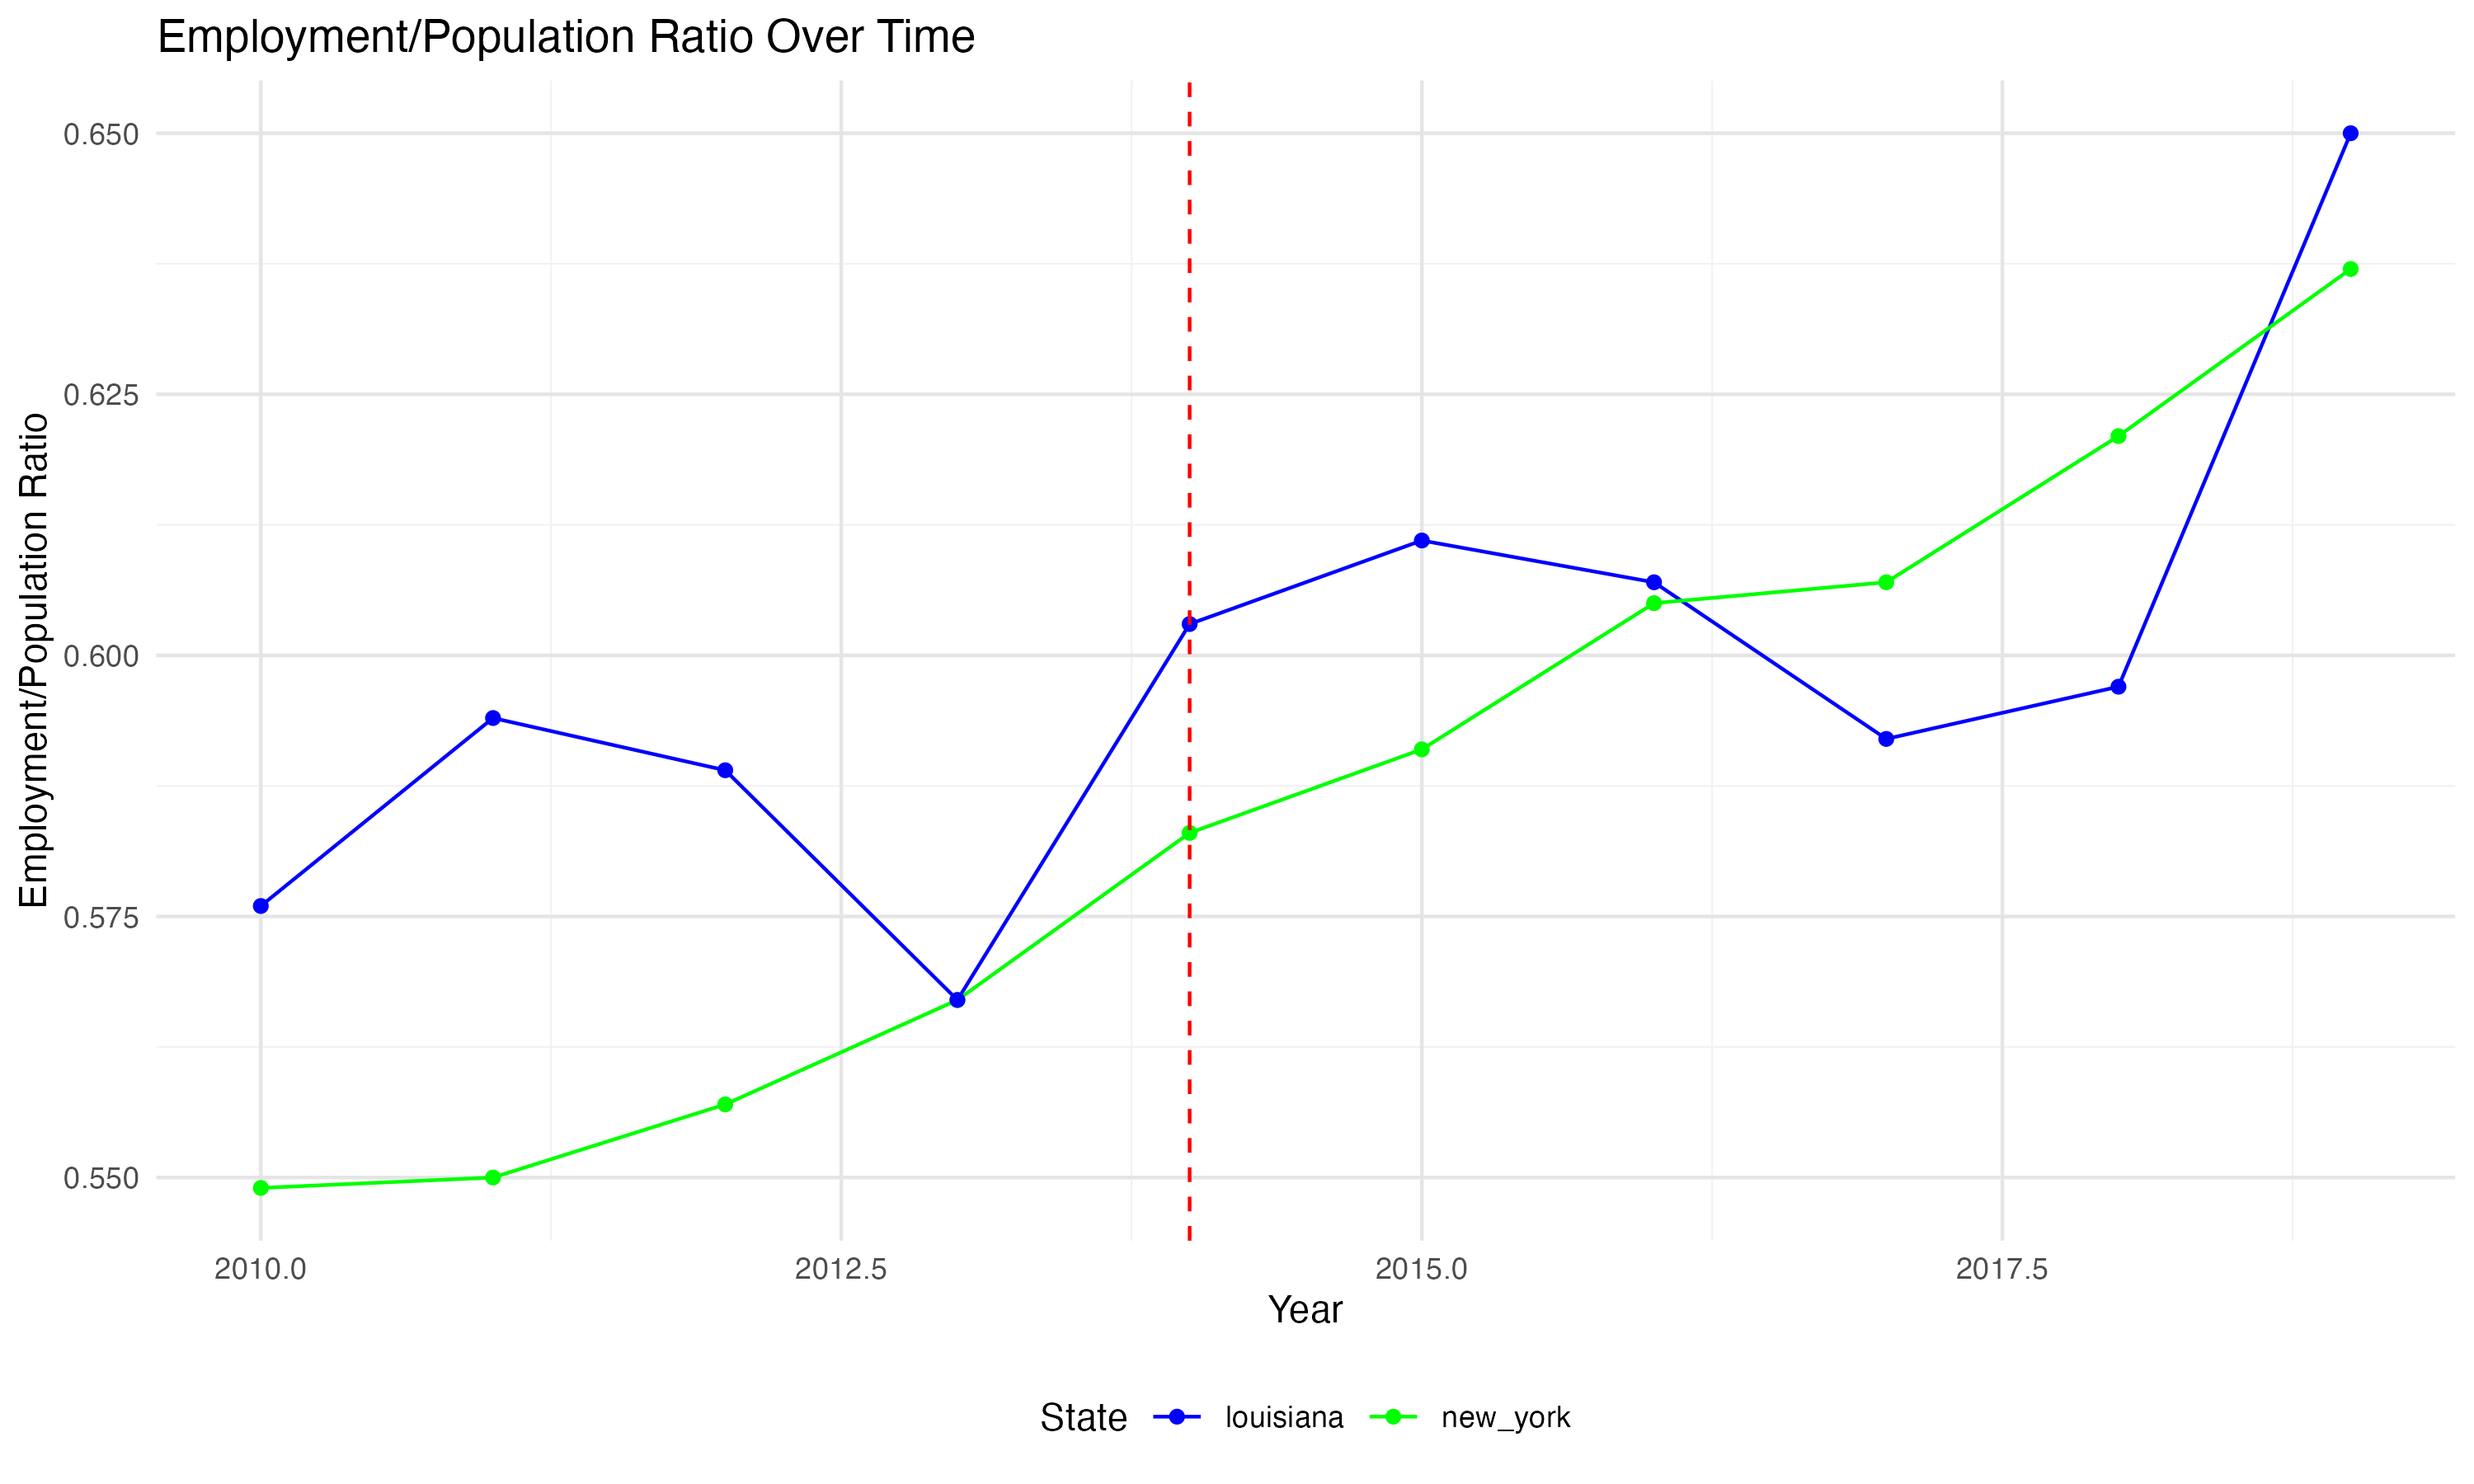 Employment/Population Ratio Over Time
Employment/Population Ratio
0.650
0.625
0.600
0.575
0.550
2010.0 2012.5 2015.0 2017.5
Year
State louisiana new_york